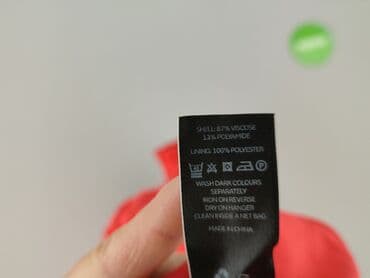 SHELL: 87% VISCOSE
13% POLYAMIDE
LINING: 100% POLYESTER
WASH DARK COLOURS
SEPARATELY
IRON ON REVERSE
DRY ON HANGER
CLEAN INSIDE A NET BAG
MADE IN CHINA